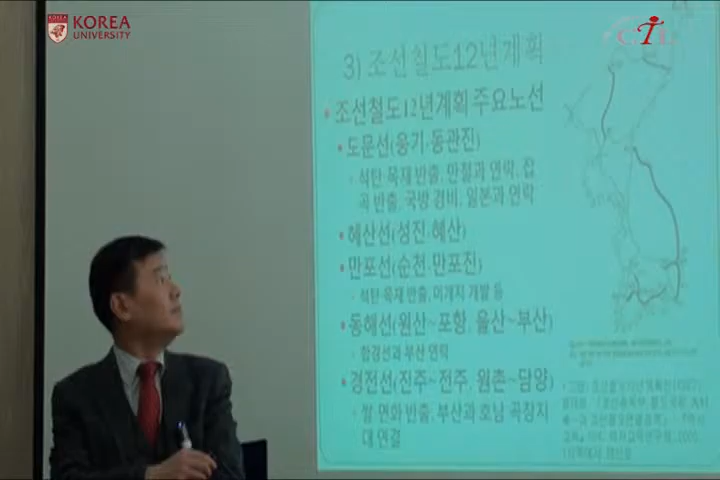 KOREA
UNIVERSITY
CTL
3) 조선철도12년계획
• 조선철도12년계획 주요노선
• 도문선(웅기-동관진)
- 석탄·목재 반출, 만철과 연락, 잡
곡 반출, 국방 경비, 일본과 연락
• 혜산선(성진-혜산)
• 만포선(순천-만포진)
- 석탄·목재 반출, 미개지 개발 등
• 동해선(원산~포항, 울산~부산)
- 함경선과 부산 연락
• 경전선(진주~전주, 원촌~담양)
- 쌀 면화 반출, 부산과 호남 곡창지
대 연결